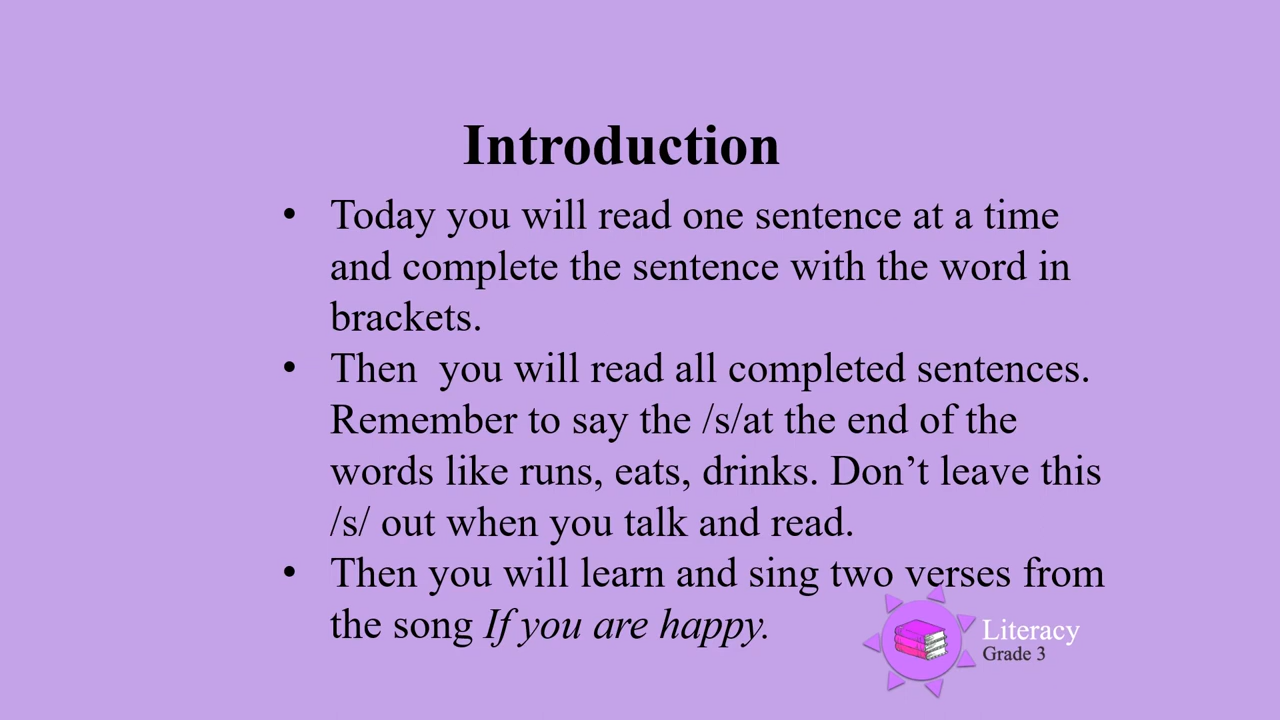 Introduction
• Today you will read one sentence at a time
and complete the sentence with the word in
brackets.
• Then  you will read all completed sentences.
Remember to say the /s/at the end of the
words like runs, eats, drinks. Don’t leave this
/s/ out when you talk and read.
• Then you will learn and sing two verses from
the song If you are happy.
Literacy
Grade 3